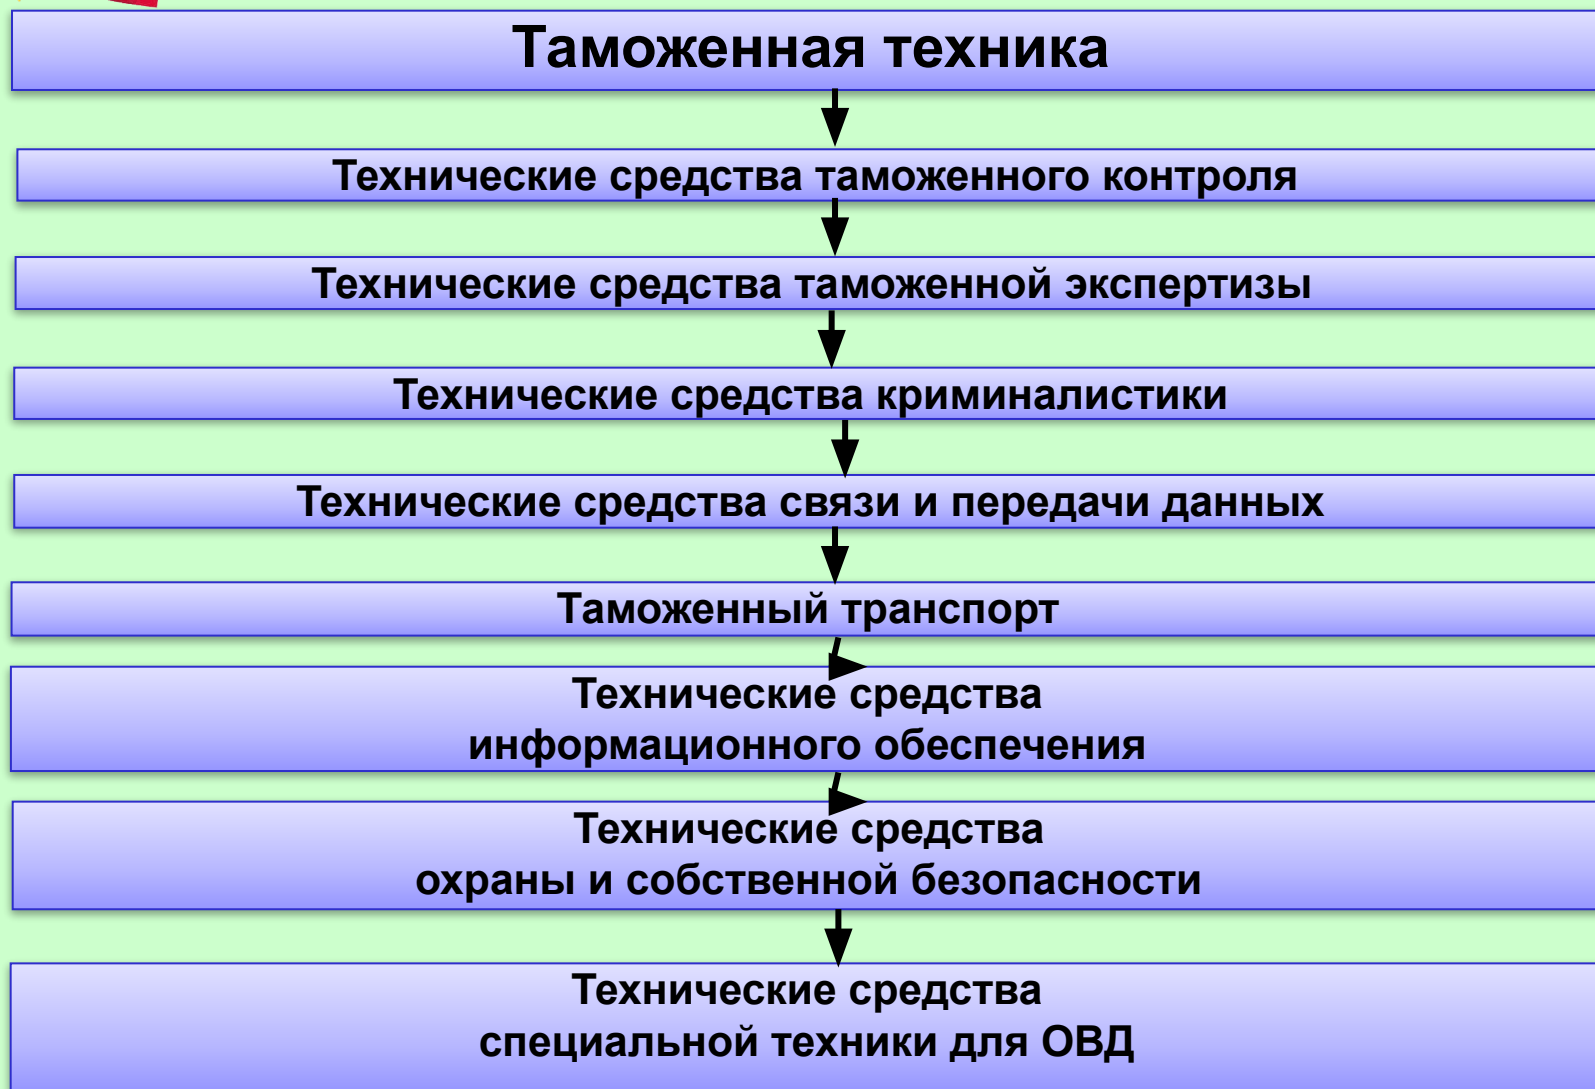 Таможенная техника
Технические средства таможенного контроля
Технические средства таможенной экспертизы
Технические средства криминалистики
Технические средства связи и передачи данных
Таможенный транспорт
Технические средства
информационного обеспечения
Технические средства
охраны и собственной безопасности
Технические средства
специальной техники для ОВД